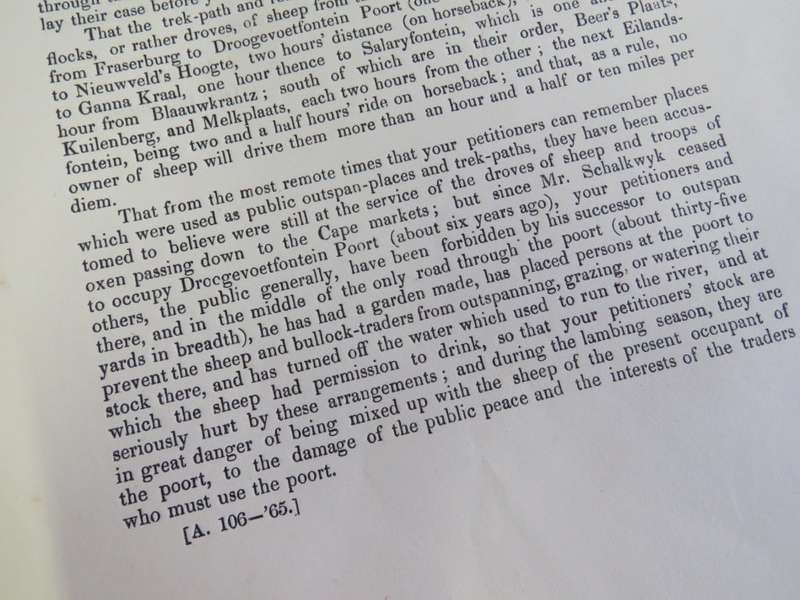 through
lay their case before
That the trek-path and
flocks, or rather droves, of sheep from
from Fraserburg to Droogevoetfontein Poort (one
to Nieuwveld's Hoogte, two hours' distance (on horseback),
to Ganna Kraal, one hour thence to Salaryfontein, which is one
hour from Blaauwkrantz; south of which are in their order, Beer's Plaats,
Kuilenberg, and Melkplaats, each two hours from the other; the next Eilands-
fontein, being two and a half hours' ride on horseback; and that, as a rule, no
owner of sheep will drive them more than an hour and a half or ten miles per
diem.
That from the most remote times that your petitioners can remember places
which were used as public outspan-places and trek-paths, they have been accus-
tomed to believe were still at the service of the droves of sheep and troops of
oxen passing down to the Cape markets; but since Mr. Schalkwyk ceased
to occupy Drocgevoetfontein Poort (about six years ago), your petitioners and
others, the public generally, have been forbidden by his successor to outspan
there, and in the middle of the only road through the poort (about thirty-five
yards in breadth), he has had a garden made, has placed persons at the poort to
prevent the sheep and bullock-traders from outspanning, grazing, or watering their
stock there, and has turned off the water which used to run to the river, and at
which the sheep had permission to drink, so that your petitioners' stock are
seriously hurt by these arrangements; and during the lambing season, they are
in great danger of being mixed up with the sheep of the present occupant of
the poort, to the damage of the public peace and the interests of the traders
who must use the poort.
[A. 106—'65.]